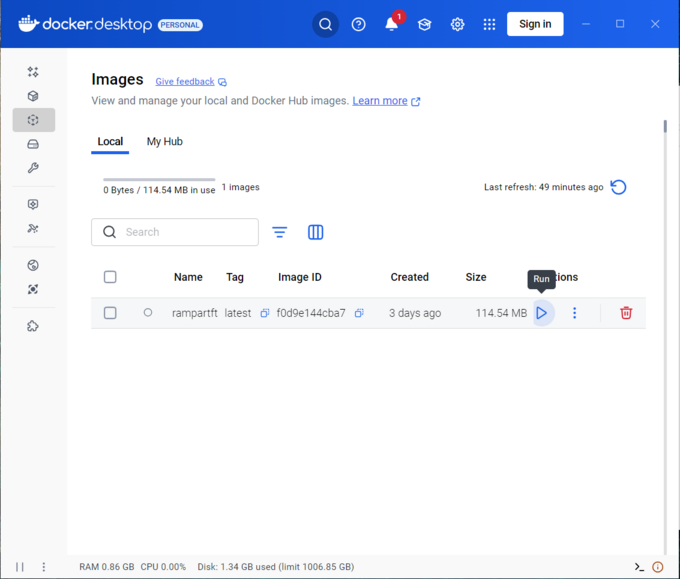 docker.desktop PERSONAL 1 Sign in
Images Give feedback
View and manage your local and Docker Hub images. Learn more
Local My Hub
0 Bytes / 114.54 MB in use 1 images Last refresh: 49 minutes ago
Search
Run
Name Tag Image ID Created Size tions
rampartft latest f0d9e144cba7 3 days ago 114.54 MB
RAM 0.86 GB CPU 0.00% Disk: 1.34 GB used (limit 1006.85 GB)